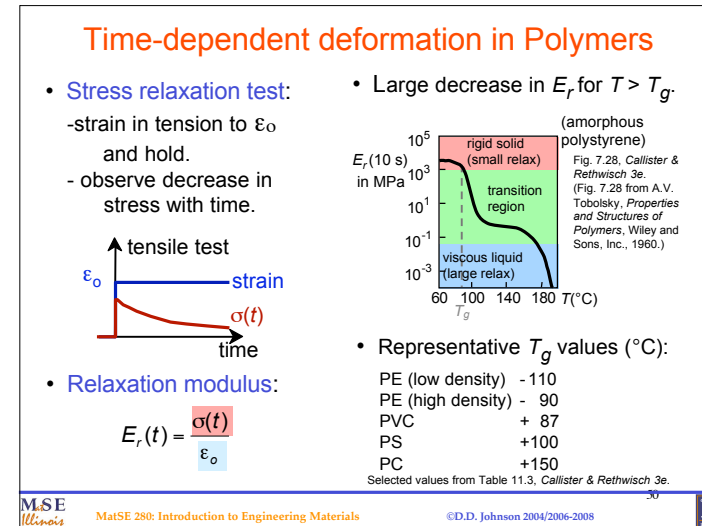 Time-dependent deformation in Polymers
• Stress relaxation test:
-strain in tension to εo
and hold.
- observe decrease in
stress with time.
tensile test
εo
strain
σ(t)
time
• Relaxation modulus:
Er(t) = σ(t) / εo
• Large decrease in Er for T > Tg.
(amorphous
polystyrene)
Fig. 7.28, Callister &
Rethwisch 3e.
(Fig. 7.28 from A.V.
Tobolsky, Properties
and Structures of
Polymers, Wiley and
Sons, Inc., 1960.)
Er(10 s)
in MPa
10^5
10^3
10^1
10^-1
10^-3
rigid solid
(small relax)
transition
region
viscous liquid
(large relax)
60 100 140 180 T(°C)
Tg
• Representative Tg values (°C):
PE (low density) -110
PE (high density) - 90
PVC + 87
PS +100
PC +150
Selected values from Table 11.3, Callister & Rethwisch 3e.
MatSE
Illinois
MatSE 280: Introduction to Engineering Materials
©D.D. Johnson 2004/2006-2008